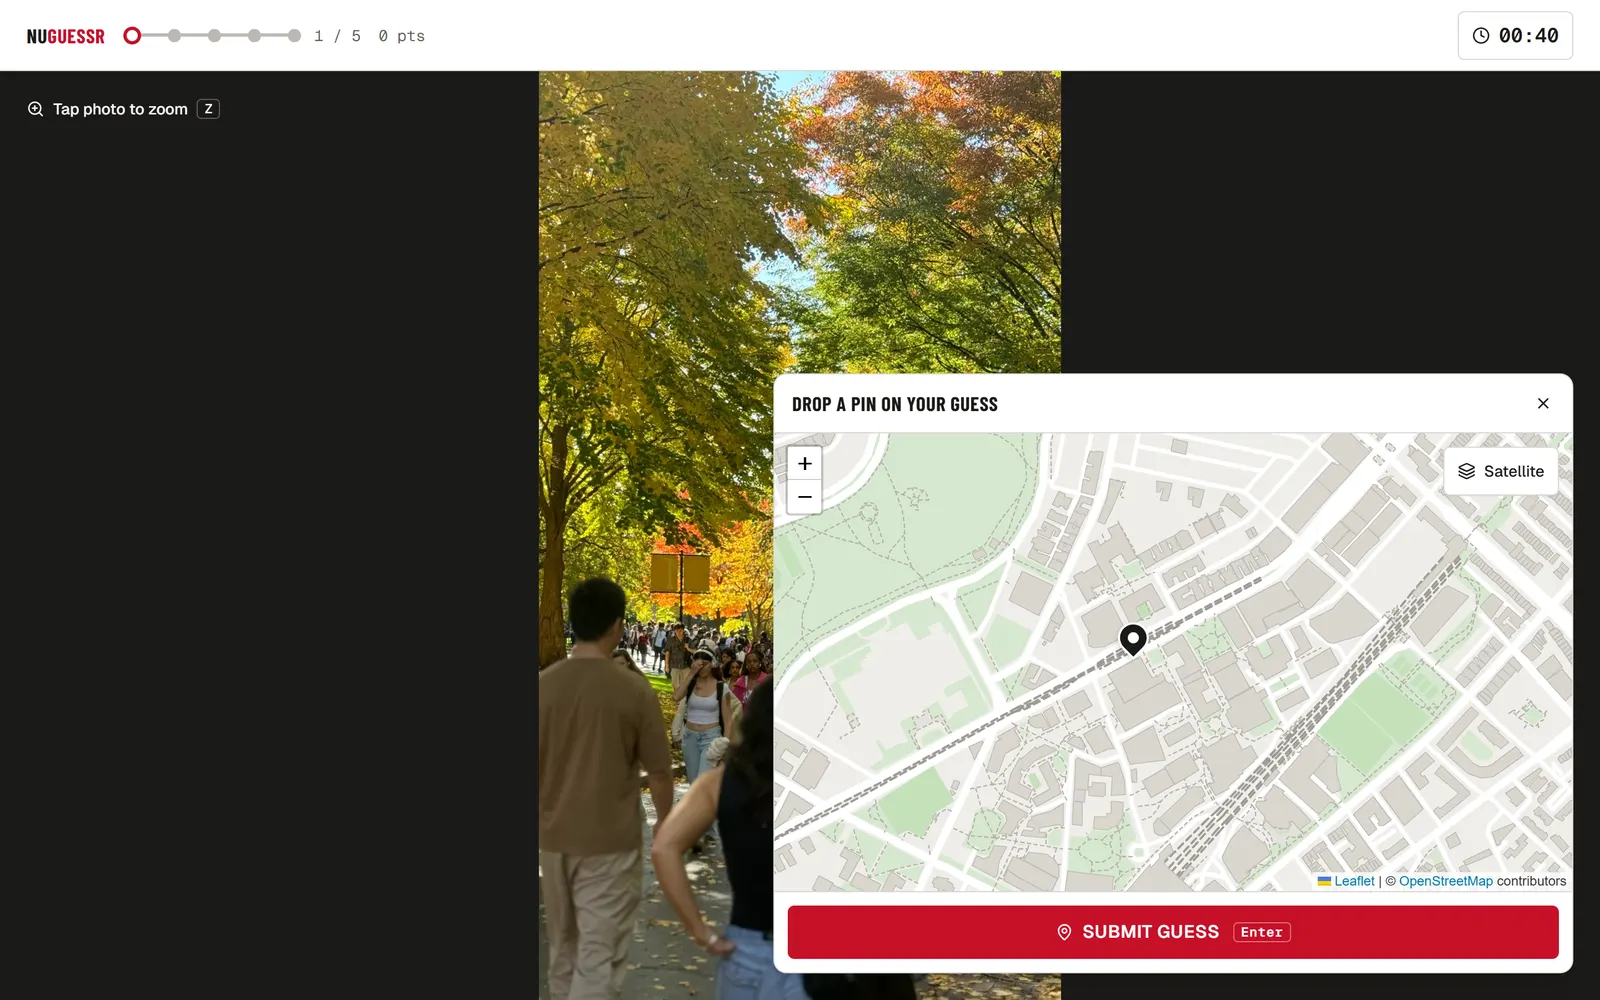 NUGUESSR 1 / 5 0 pts
00:40
Tap photo to zoom Z
DROP A PIN ON YOUR GUESS
+
−
Satellite
Leaflet | © OpenStreetMap contributors
SUBMIT GUESS Enter